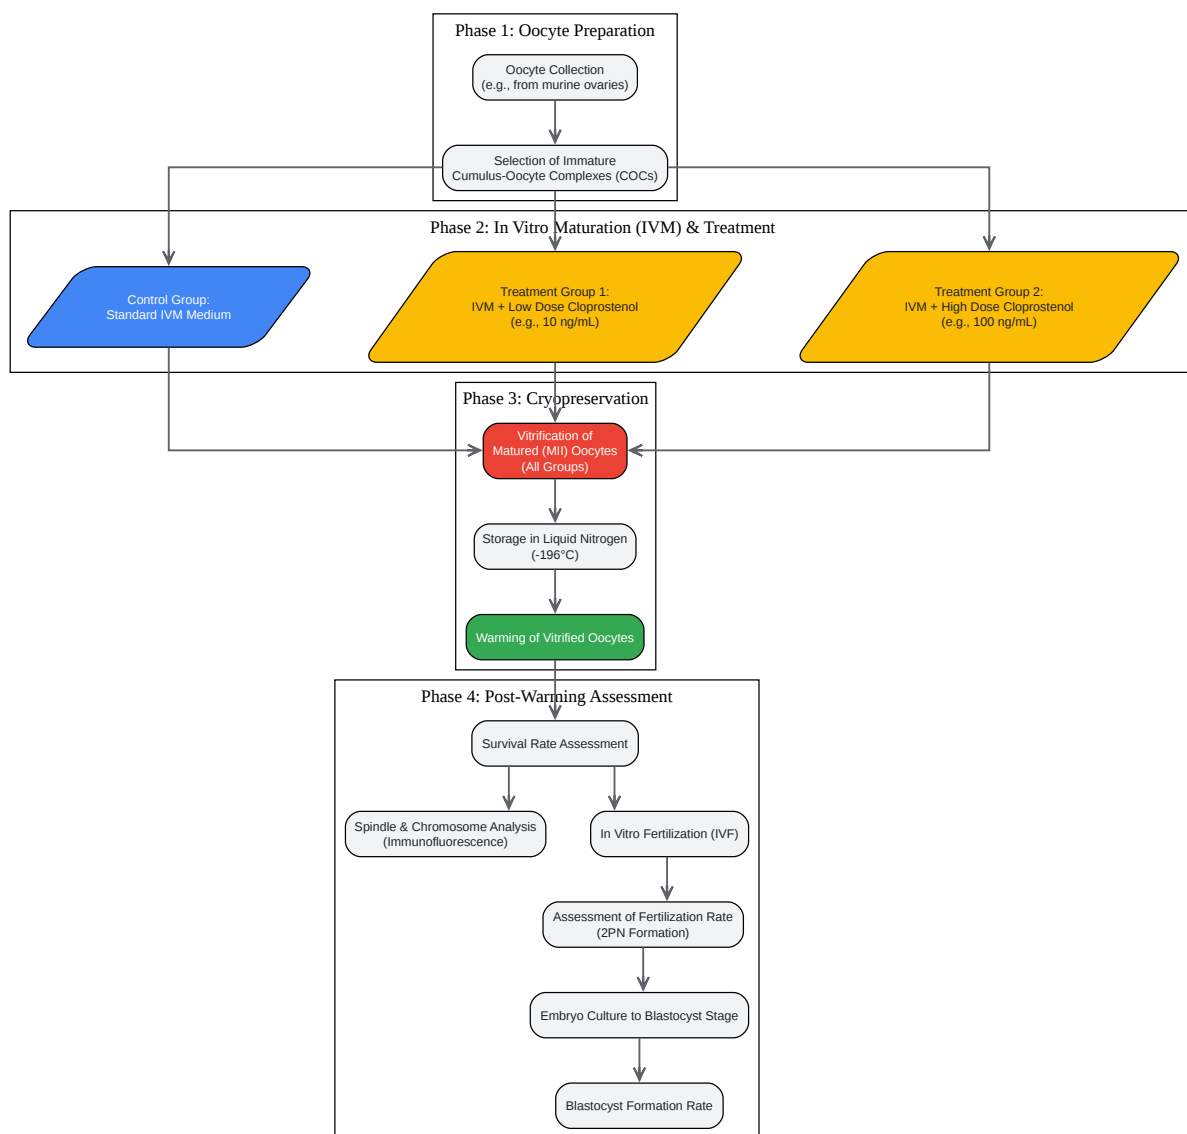 Phase 1: Oocyte Preparation
Oocyte Collection
(e.g., from murine ovaries)
Selection of Immature
Cumulus-Oocyte Complexes (COCs)
Phase 2: In Vitro Maturation (IVM) & Treatment
Control Group:
Standard IVM Medium
Treatment Group 1:
IVM + Low Dose Cloprostenol
(e.g., 10 ng/mL)
Treatment Group 2:
IVM + High Dose Cloprostenol
(e.g., 100 ng/mL)
Phase 3: Cryopreservation
Vitrification of
Matured (MII) Oocytes
(All Groups)
Storage in Liquid Nitrogen
(-196°C)
Warming of Vitrified Oocytes
Phase 4: Post-Warming Assessment
Survival Rate Assessment
Spindle & Chromosome Analysis
(Immunofluorescence)
In Vitro Fertilization (IVF)
Assessment of Fertilization Rate
(2PN Formation)
Embryo Culture to Blastocyst Stage
Blastocyst Formation Rate